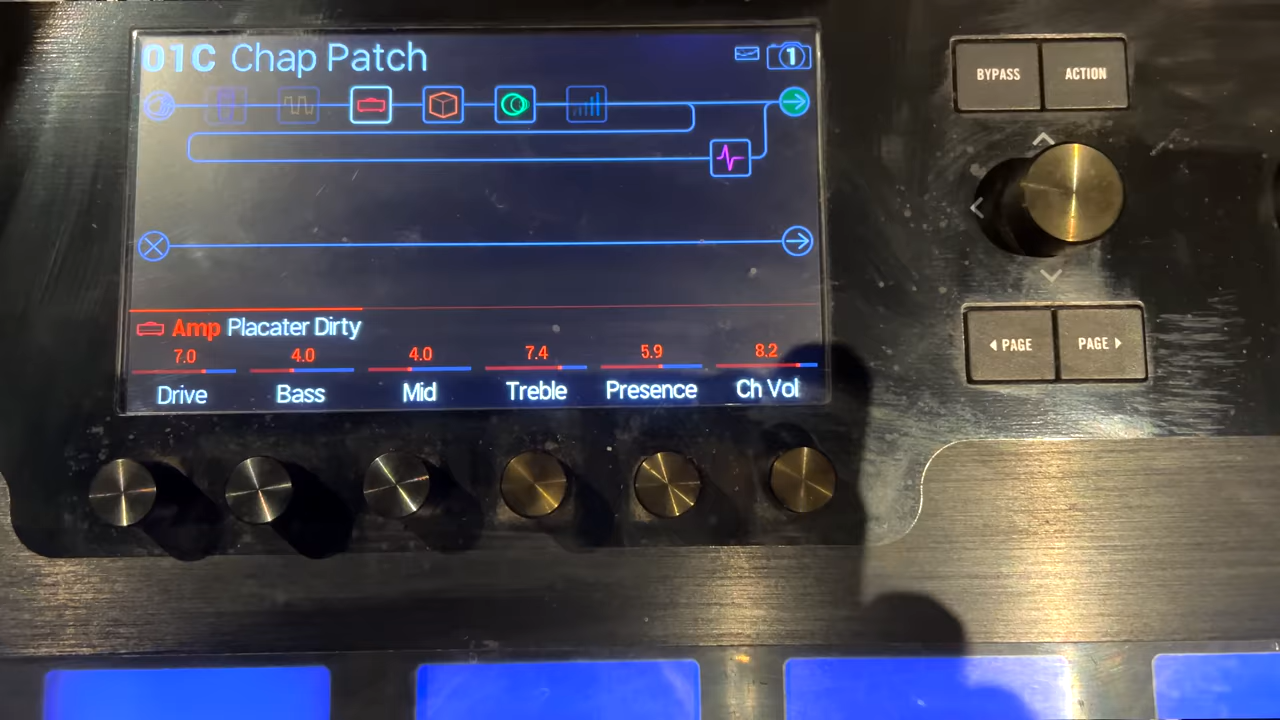 01C Chap Patch
1
BYPASS ACTION
PAGE PAGE
Amp Placater Dirty
7.0 4.0 4.0 7.4 5.9 8.2
Drive Bass Mid Treble Presence Ch Vol